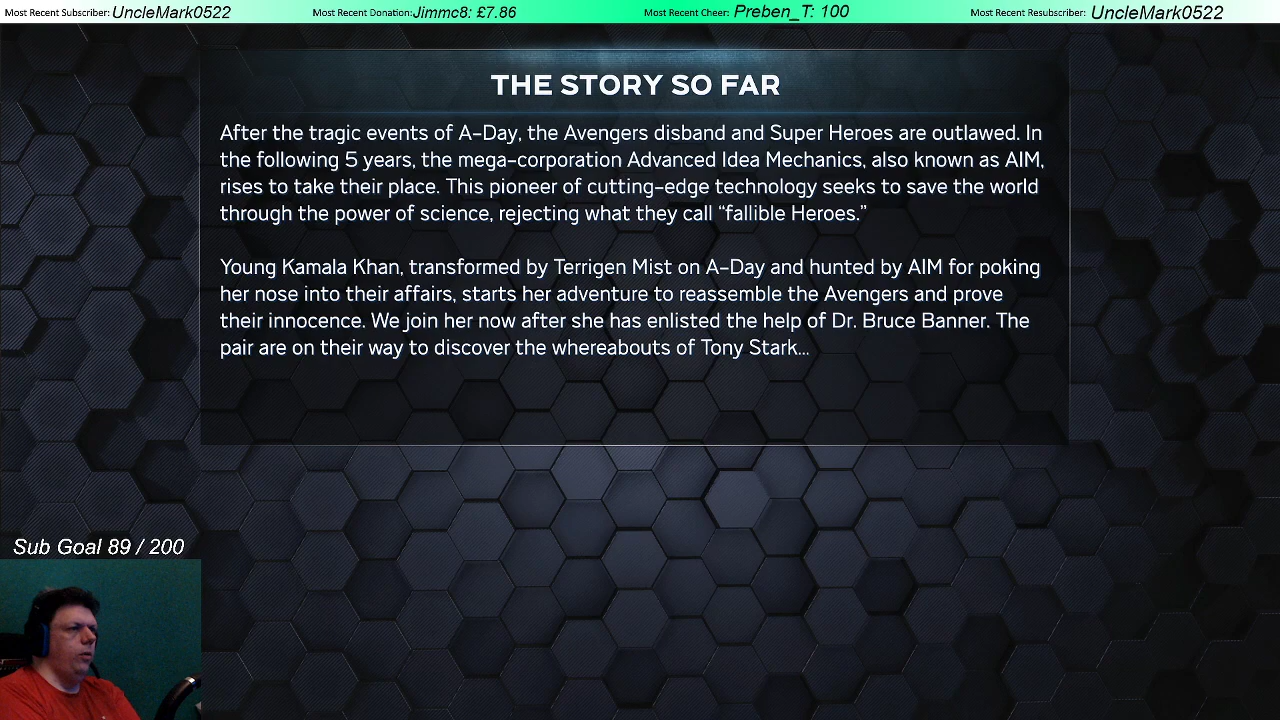 Most Recent Subscriber: UncleMark0522 Most Recent Donation: Jimmc8: £7.86 Most Recent Cheer: Preben_T: 100 Most Recent Resubscriber: UncleMark0522
THE STORY SO FAR
After the tragic events of A-Day, the Avengers disband and Super Heroes are outlawed. In
the following 5 years, the mega-corporation Advanced Idea Mechanics, also known as AIM,
rises to take their place. This pioneer of cutting-edge technology seeks to save the world
through the power of science, rejecting what they call “fallible Heroes.”
Young Kamala Khan, transformed by Terrigen Mist on A-Day and hunted by AIM for poking
her nose into their affairs, starts her adventure to reassemble the Avengers and prove
their innocence. We join her now after she has enlisted the help of Dr. Bruce Banner. The
pair are on their way to discover the whereabouts of Tony Stark...
Sub Goal 89 / 200